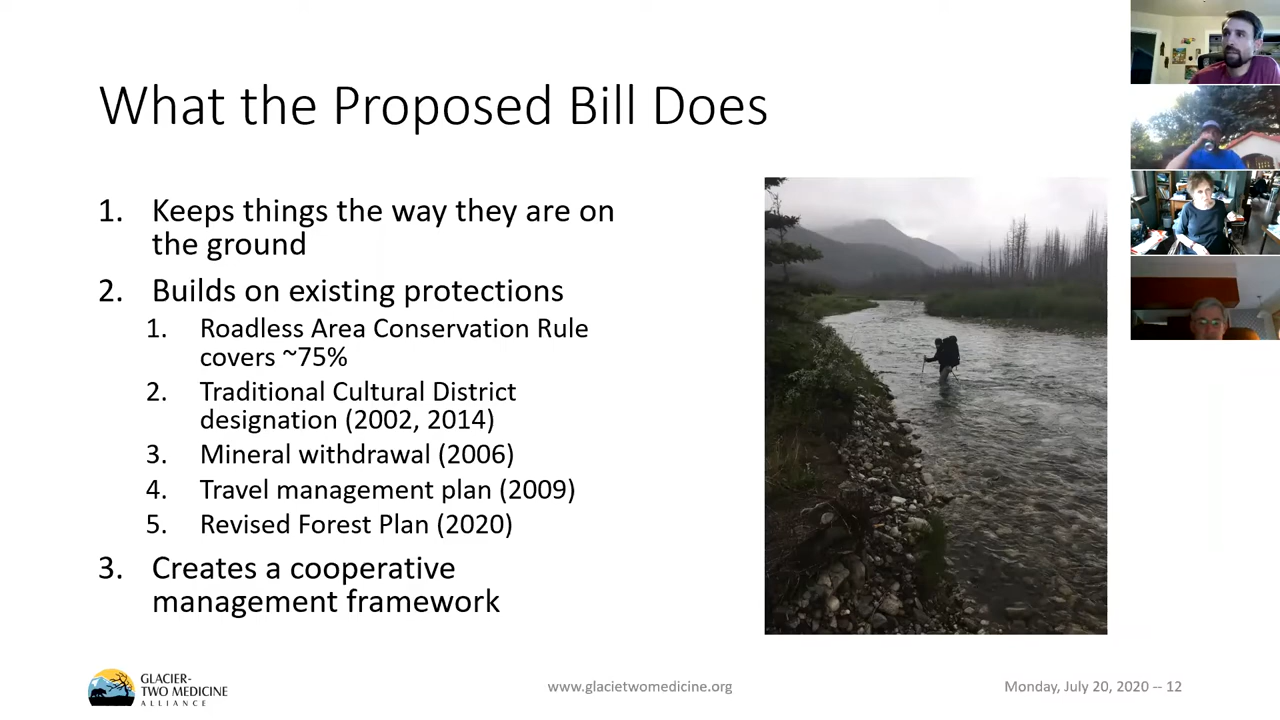 What the Proposed Bill Does
1. Keeps things the way they are on
the ground
2. Builds on existing protections
1. Roadless Area Conservation Rule
covers ~75%
2. Traditional Cultural District
designation (2002, 2014)
3. Mineral withdrawal (2006)
4. Travel management plan (2009)
5. Revised Forest Plan (2020)
3. Creates a cooperative
management framework
GLACIER-
TWO MEDICINE
ALLIANCE
www.glacietwomedicine.org
Monday, July 20, 2020 -- 12